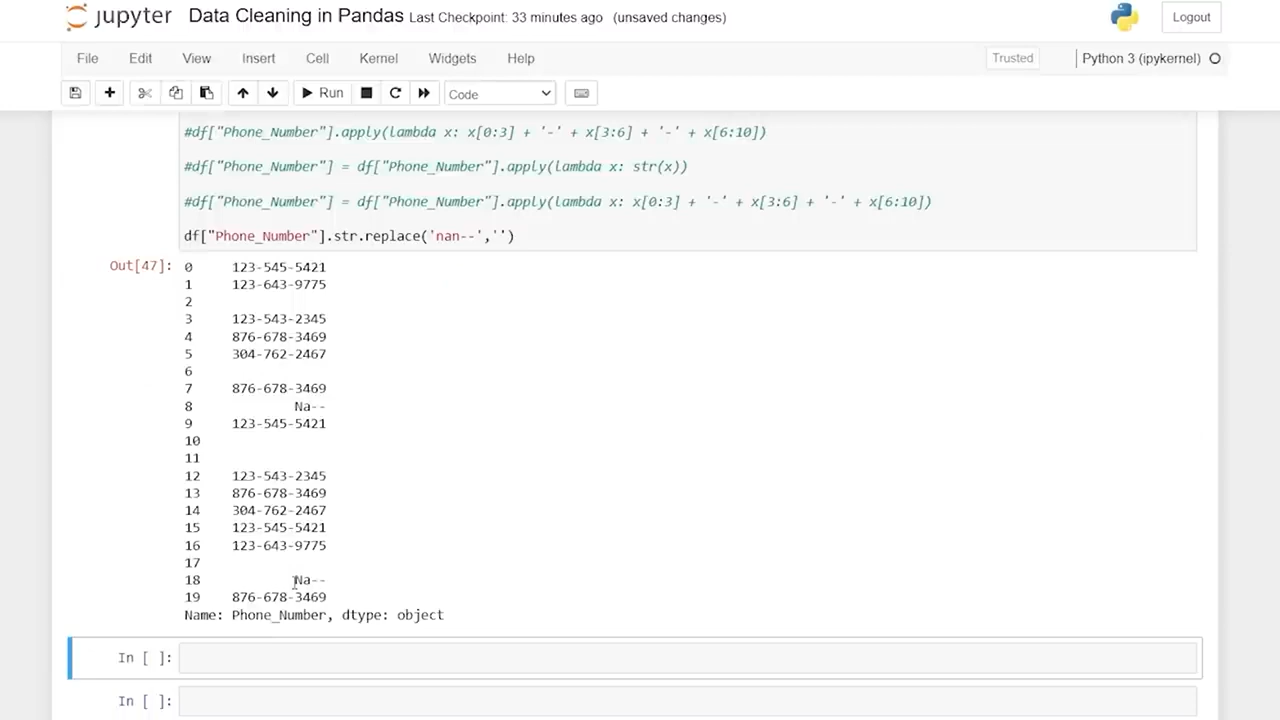 jupyter Data Cleaning in Pandas Last Checkpoint: 33 minutes ago (unsaved changes) Logout
File Edit View Insert Cell Kernel Widgets Help Trusted Python 3 (ipykernel)
Run Code
#df["Phone_Number"].apply(lambda x: x[0:3] + '-' + x[3:6] + '-' + x[6:10])
#df["Phone_Number"] = df["Phone_Number"].apply(lambda x: str(x))
#df["Phone_Number"] = df["Phone_Number"].apply(lambda x: x[0:3] + '-' + x[3:6] + '-' + x[6:10])
df["Phone_Number"].str.replace('nan--','')
Out[47]: 0 123-545-5421
1 123-643-9775
2
3 123-543-2345
4 876-678-3469
5 304-762-2467
6
7 876-678-3469
8 Na--
9 123-545-5421
10
11
12 123-543-2345
13 876-678-3469
14 304-762-2467
15 123-545-5421
16 123-643-9775
17
18 Na--
19 876-678-3469
Name: Phone_Number, dtype: object
In [ ]:
In [ ]: